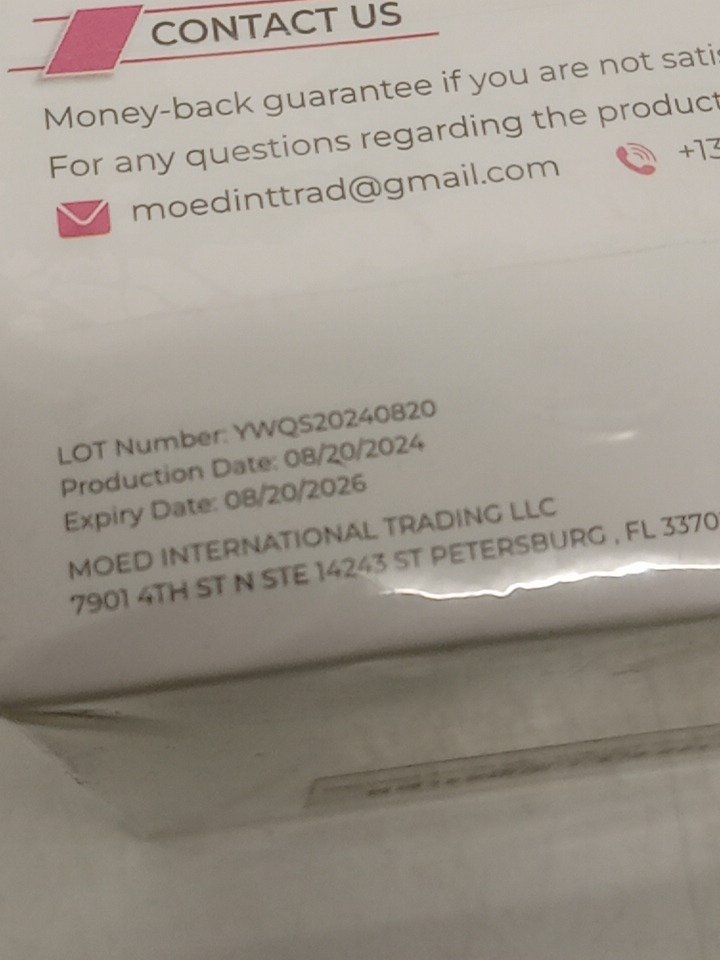 CONTACT US
Money-back guarantee if you are not
For any questions regarding the product
moedinttrad@gmail.com
LOT Number: YWQS20240820
Production Date: 08/20/2024
Expiry Date: 08/20/2026
MOED INTERNATIONAL TRADING LLC
7901 4TH ST N STE 14243 ST PETERSBURG , FL